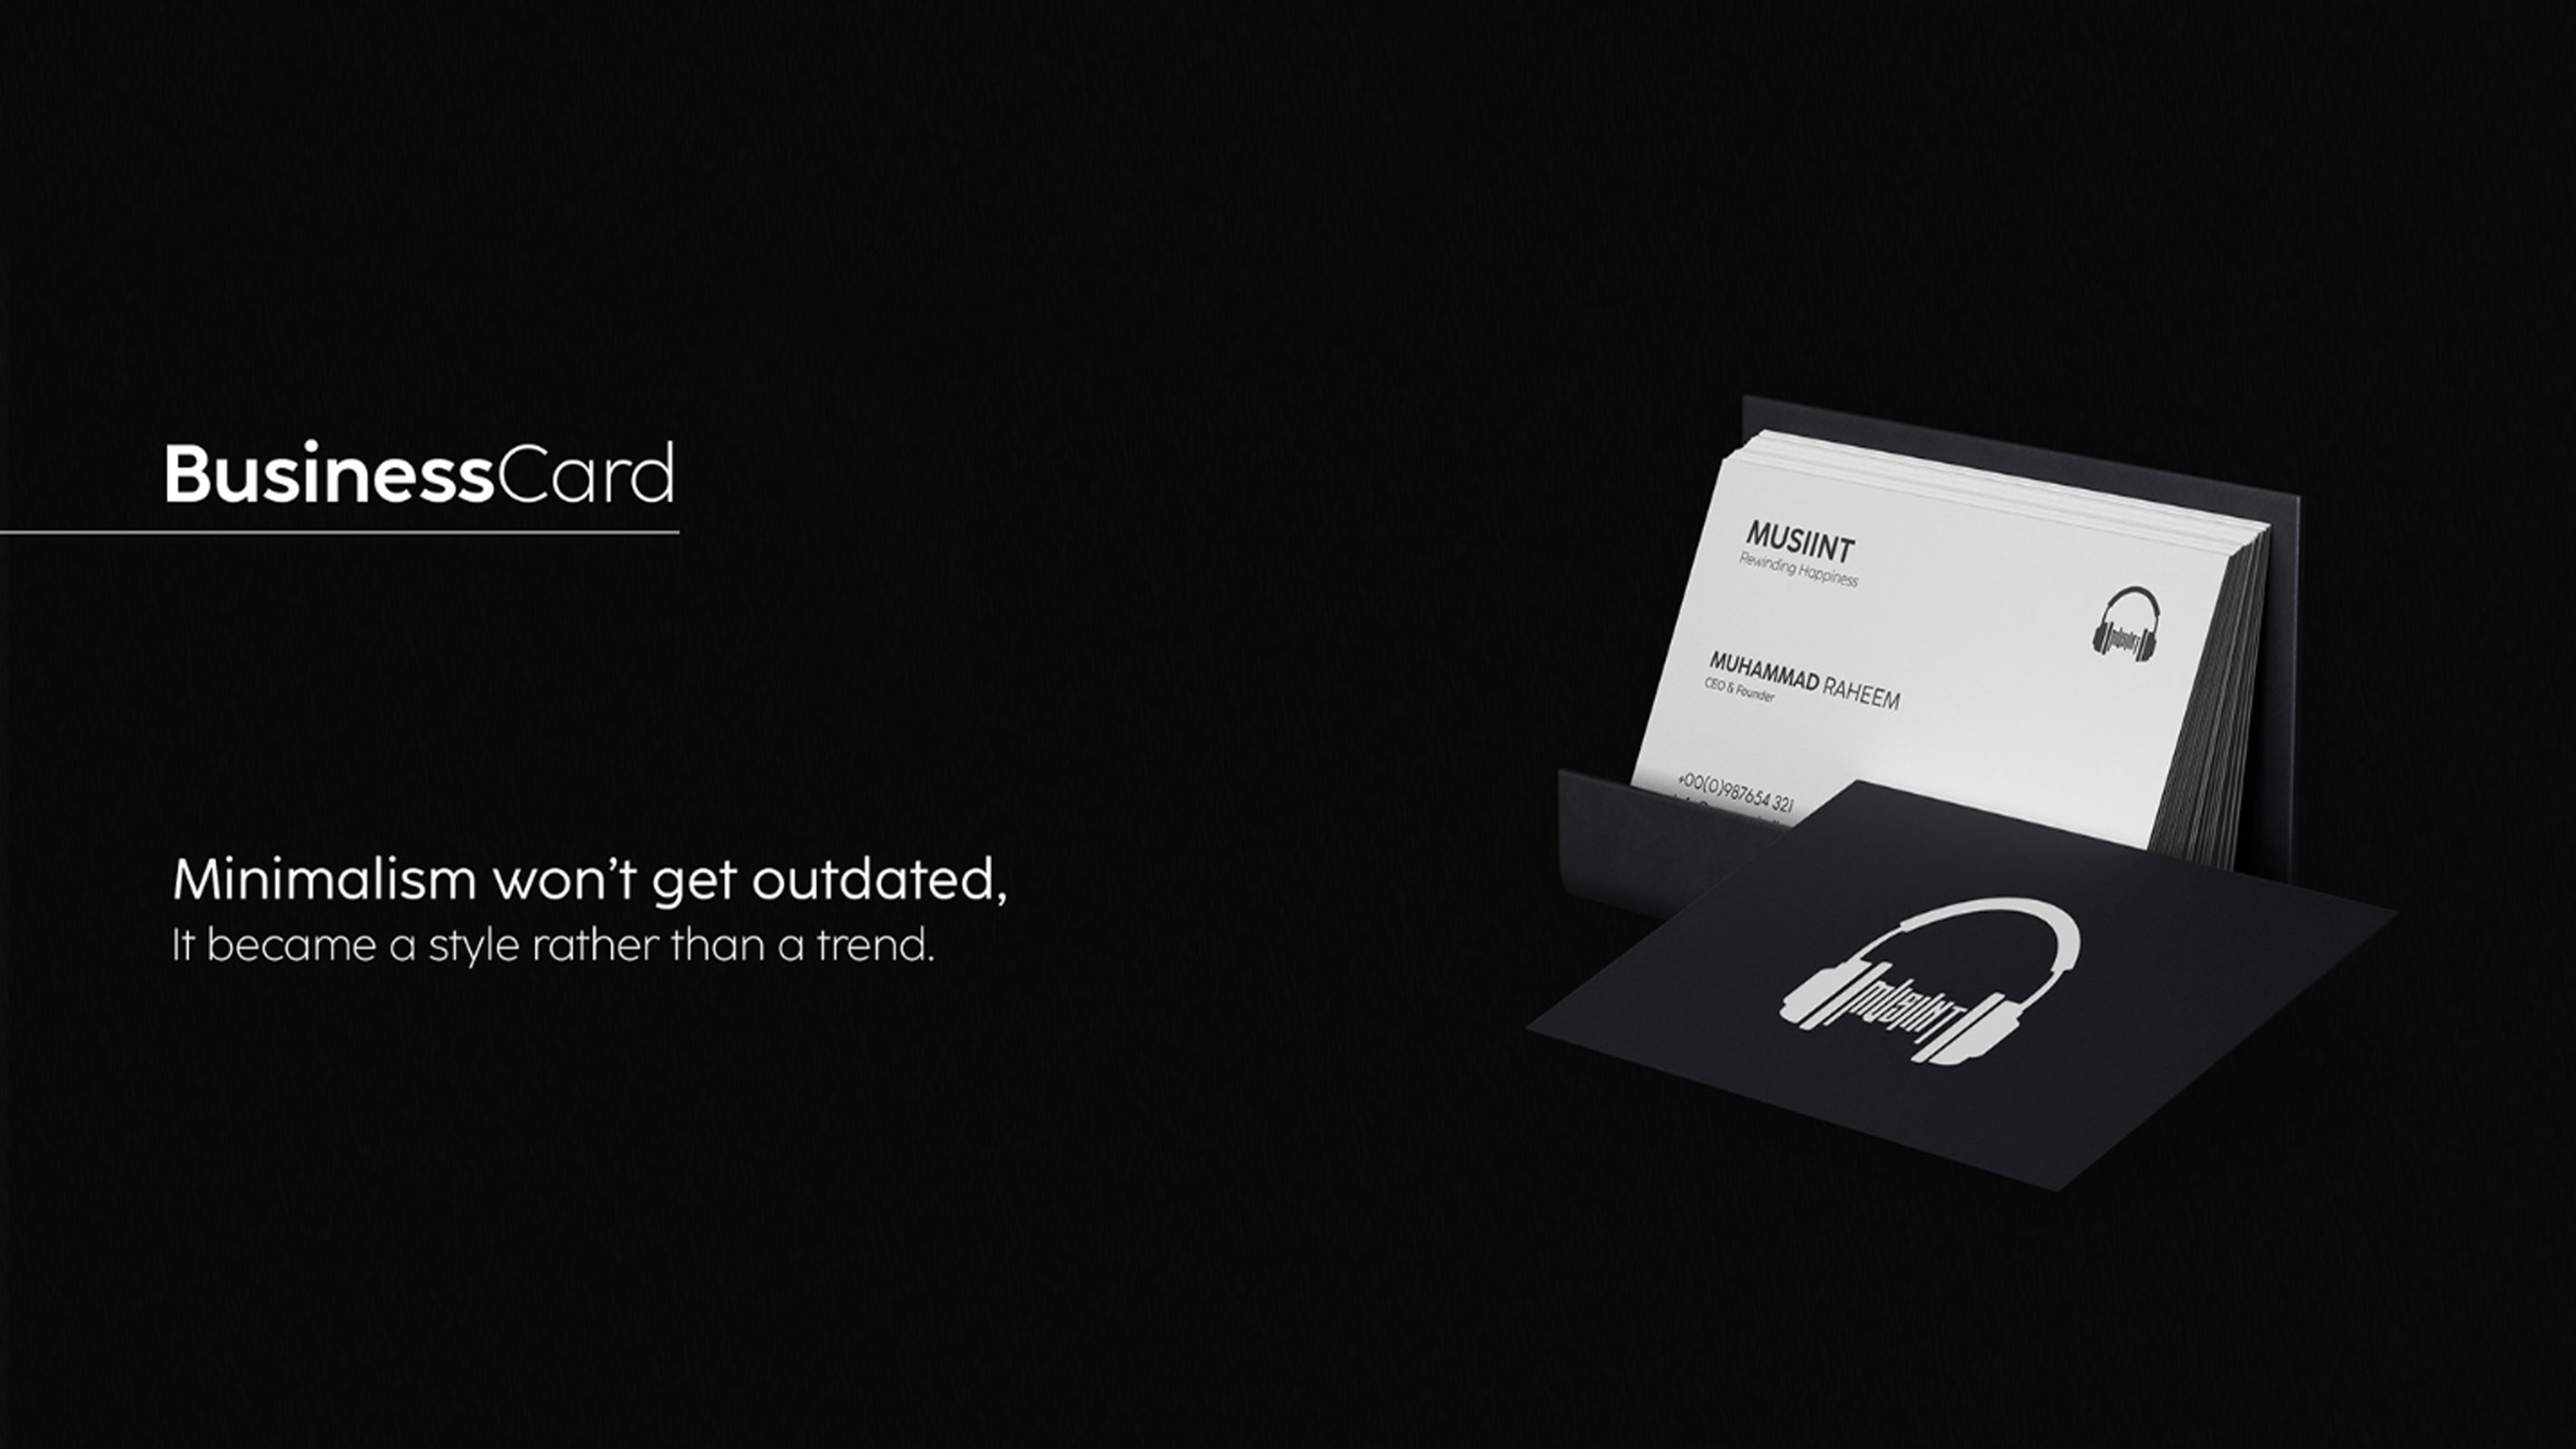 BusinessCard
Minimalism won't get outdated,
It became a style rather than a trend.
MUSIINT
Rewinding Happiness
MUSIINT
MUHAMMAD RAHEEM
CEO & Founder
+00(0)987654 321
MUSIINT